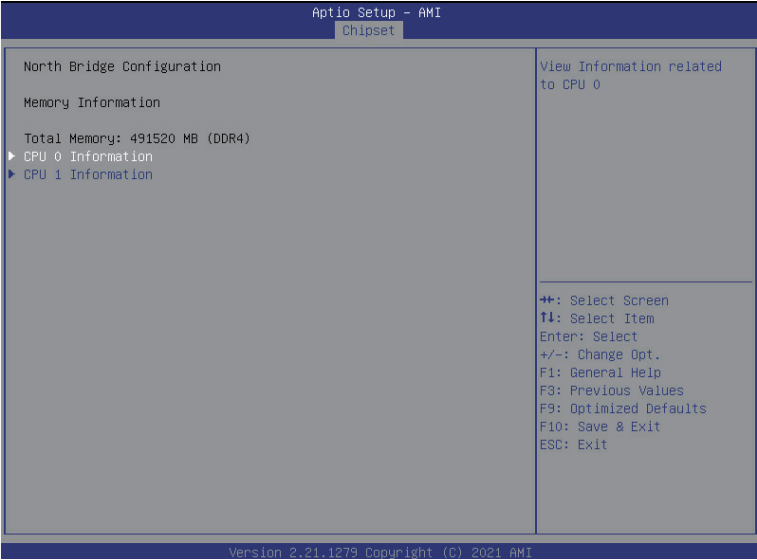 Aptio Setup – AMI
Chipset
North Bridge Configuration
Memory Information
Total Memory: 491520 MB (DDR4)
▶ CPU 0 Information
▶ CPU 1 Information
View Information related
to CPU 0
→←: Select Screen
↑↓: Select Item
Enter: Select
+/-: Change Opt.
F1: General Help
F3: Previous Values
F9: Optimized Defaults
F10: Save & Exit
ESC: Exit
Version 2.21.1279 Copyright (C) 2021 AMI